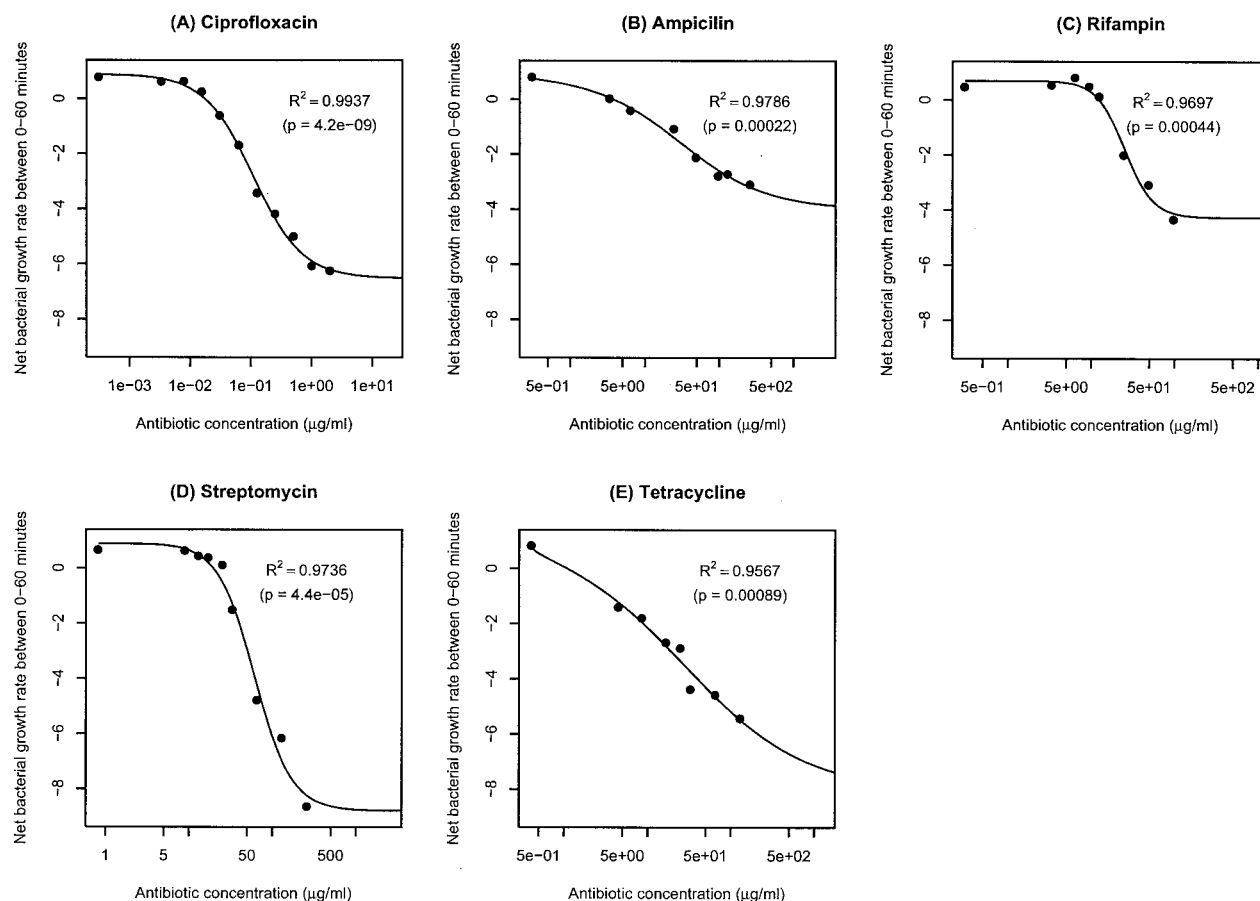 (A) Ciprofloxacin
Net bacterial growth rate between 0−60 minutes
0
−2
−4
−6
−8
R² = 0.9937
(p = 4.2e−09)
1e−03 1e−02 1e−01 1e+00 1e+01
Antibiotic concentration (μg/ml)
(B) Ampicilin
Net bacterial growth rate between 0−60 minutes
0
−2
−4
−6
−8
R² = 0.9786
(p = 0.00022)
5e−01 5e+00 5e+01 5e+02
Antibiotic concentration (μg/ml)
(C) Rifampin
Net bacterial growth rate between 0−60 minutes
0
−2
−4
−6
−8
R² = 0.9697
(p = 0.00044)
5e−01 5e+00 5e+01 5e+02
Antibiotic concentration (μg/ml)
(D) Streptomycin
Net bacterial growth rate between 0−60 minutes
0
−2
−4
−6
−8
R² = 0.9736
(p = 4.4e−05)
1 5 50 500
Antibiotic concentration (μg/ml)
(E) Tetracycline
Net bacterial growth rate between 0−60 minutes
0
−2
−4
−6
−8
R² = 0.9567
(p = 0.00089)
5e−01 5e+00 5e+01 5e+02
Antibiotic concentration (μg/ml)